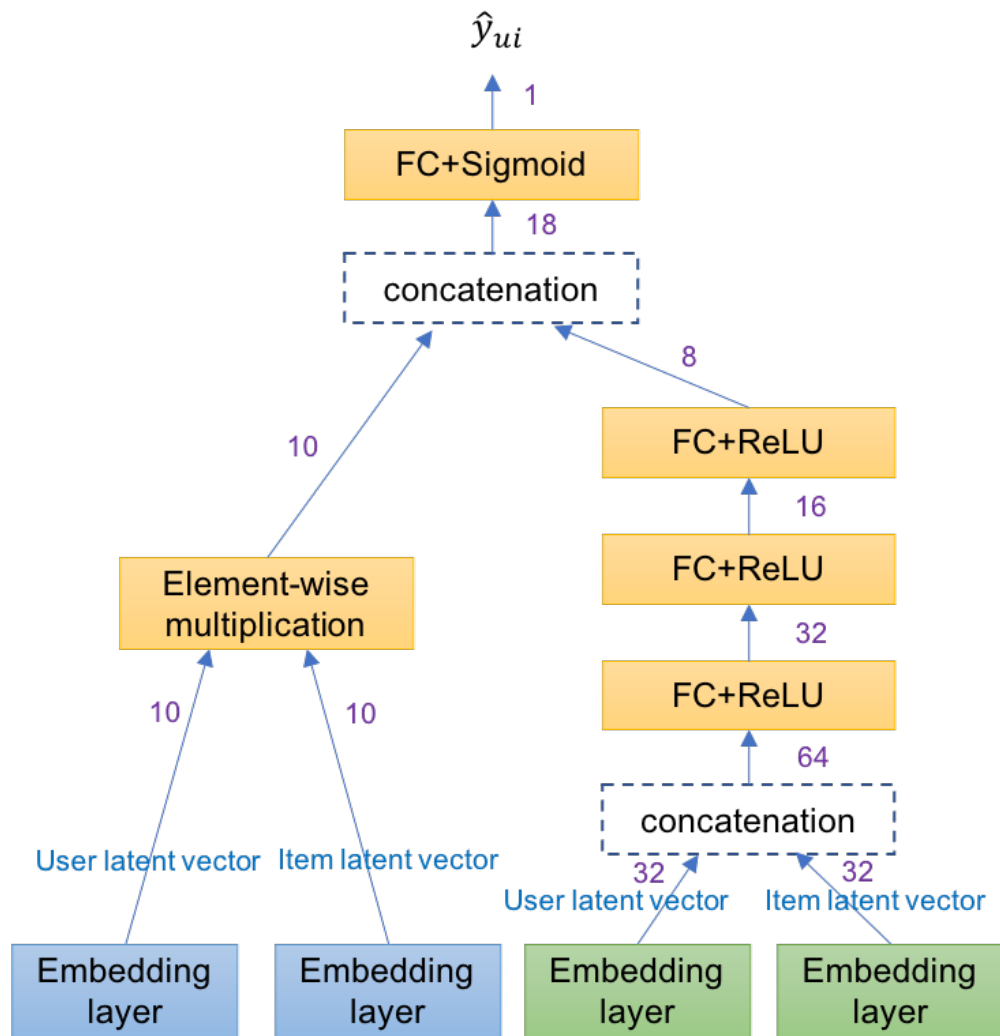 ŷui
1
FC+Sigmoid
18
concatenation
8
10
FC+ReLU
16
Element-wise
multiplication
FC+ReLU
32
10
10
FC+ReLU
64
concatenation
User latent vector
Item latent vector
32
32
User latent vector
Item latent vector
Embedding
layer
Embedding
layer
Embedding
layer
Embedding
layer